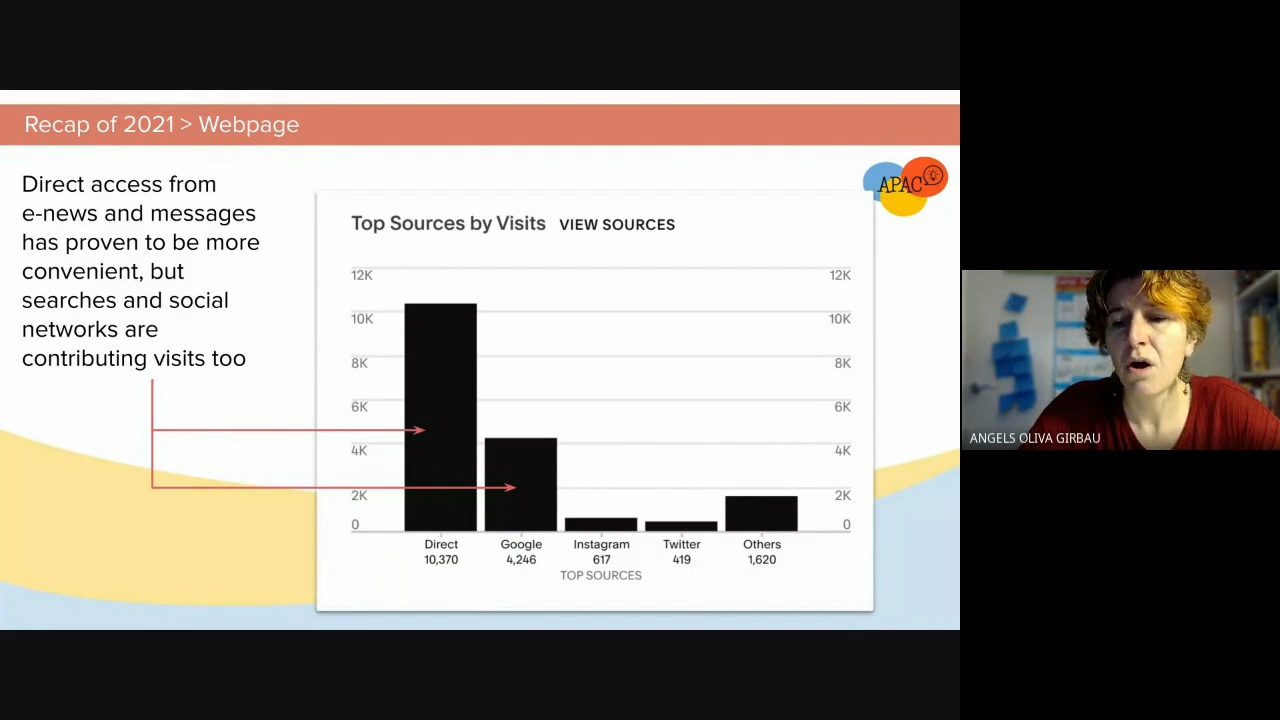 Recap of 2021 > Webpage
Direct access from
e-news and messages
has proven to be more
convenient, but
searches and social
networks are
contributing visits too
APAC
Top Sources by Visits VIEW SOURCES
12K 12K
10K 10K
8K 8K
6K 6K
4K 4K
2K 2K
0 0
Direct Google Instagram Twitter Others
10,370 4,246 617 419 1,620
TOP SOURCES
ANGELS OLIVA GIRBAU